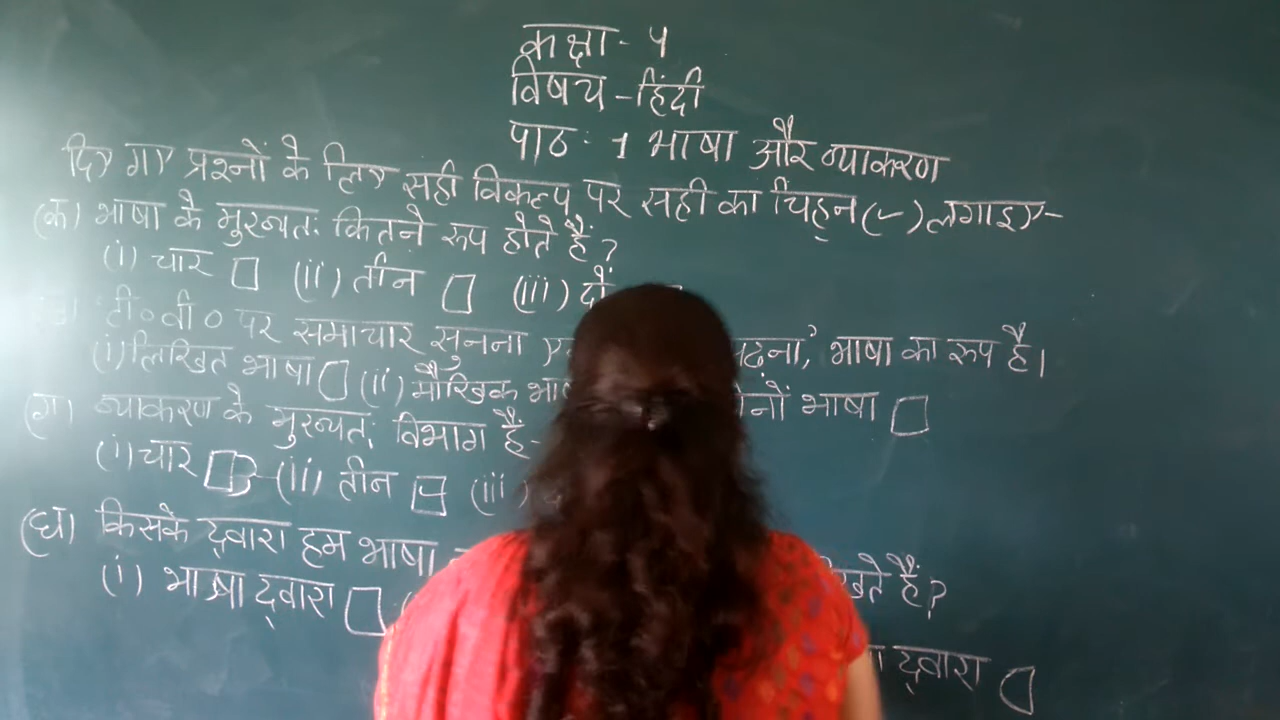 कक्षा - ५
विषय - हिंदी
पाठ : 1 भाषा और व्याकरण
दिए गए प्रश्नों के लिए सही विकल्प पर सही का चिह्न (✓) लगाइए -
(क) भाषा के मुख्यतः कितने रूप होते हैं?
(i) चार □ (ii) तीन □ (iii) दो
टी०वी० पर समाचार सुनना पढ़ना, भाषा का रूप है।
(i) लिखित भाषा □ (ii) मौखिक भाषा □
(ग) व्याकरण के मुख्यतः विभाग हैं -
(i) चार □ (ii) तीन □ (iii)
(घ) किसके द्वारा हम भाषा हैं?
(i) भाषा द्वारा □ द्वारा □